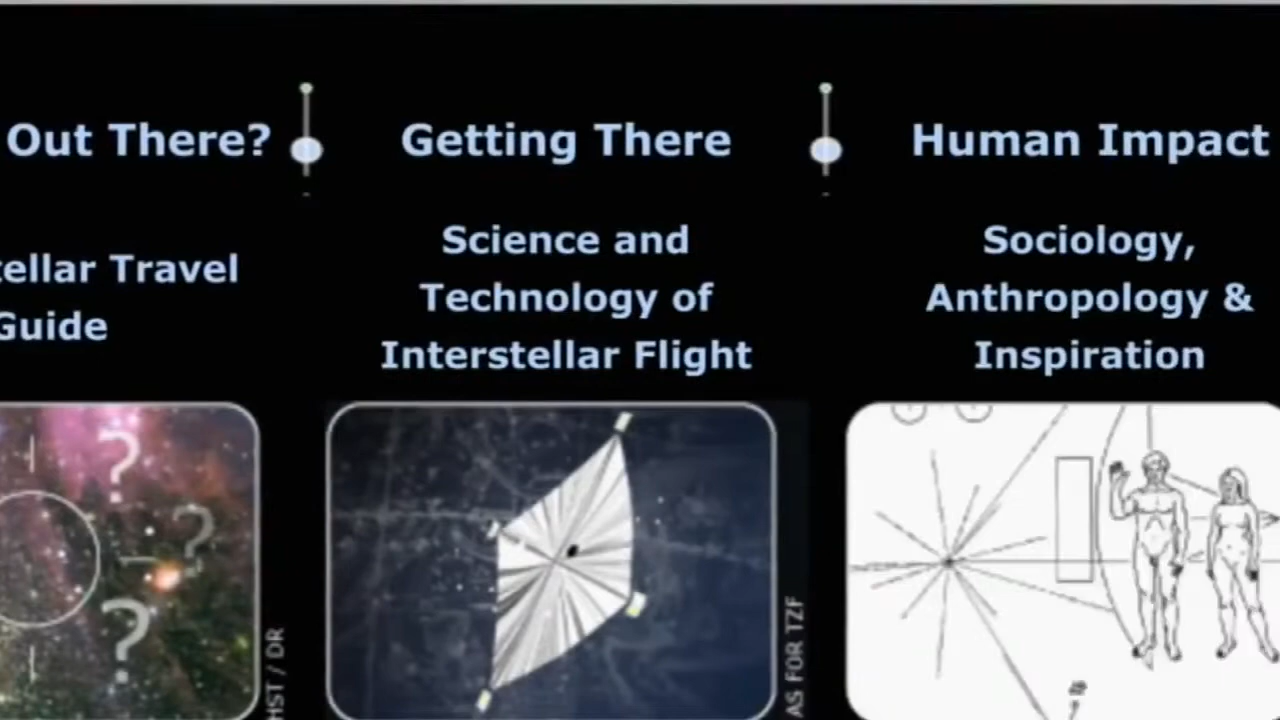 Out There?
Getting There
Human Impact
tellar Travel
Guide
Science and
Technology of
Interstellar Flight
Sociology,
Anthropology &
Inspiration
?
?
?
HST / DR
AS FOR TZF